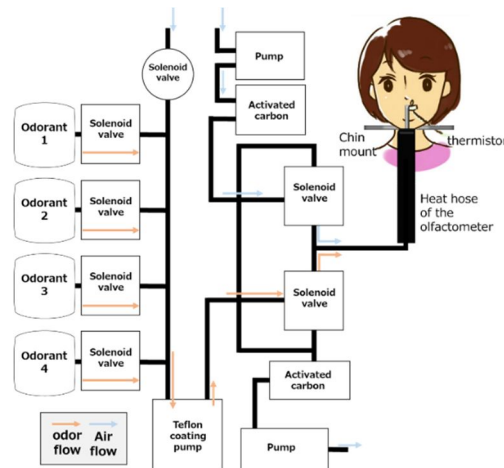 Solenoid
valve
Pump
Activated
carbon
Odorant
1
Solenoid
valve
Odorant
2
Solenoid
valve
Odorant
3
Solenoid
valve
Odorant
4
Solenoid
valve
Solenoid
valve
Solenoid
valve
Activated
carbon
Teflon
coating
pump
Pump
Chin
mount
thermistor
Heat hose
of the
olfactometer
odor
flow
Air
flow